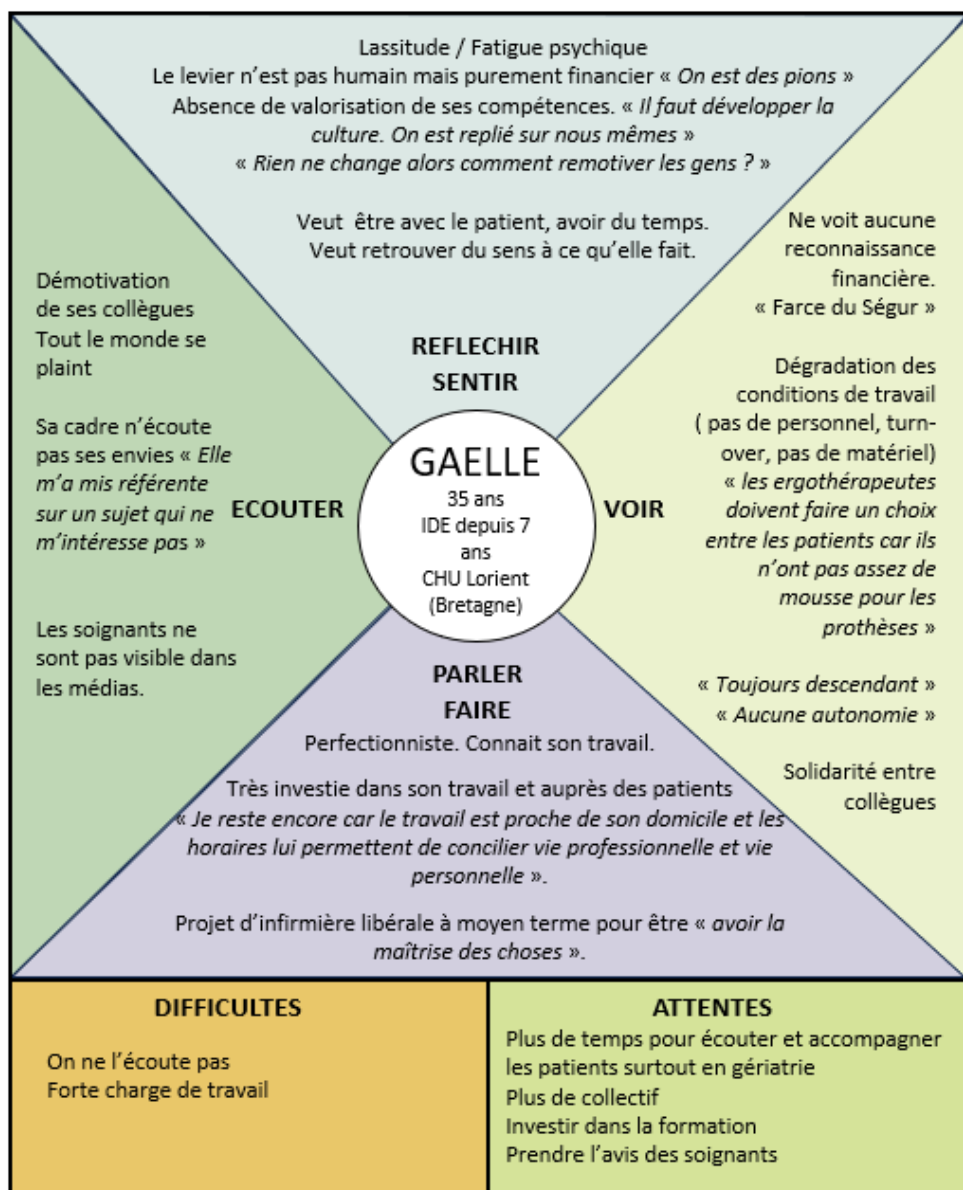 Lassitude / Fatigue psychique
Le levier n’est pas humain mais purement financier « On est des pions »
Absence de valorisation de ses compétences. « Il faut développer la
culture. On est replié sur nous mêmes »
« Rien ne change alors comment remotiver les gens ? »
Veut être avec le patient, avoir du temps.
Veut retrouver du sens à ce qu’elle fait.
REFLECHIR
SENTIR
Démotivation
de ses collègues
Tout le monde se
plaint
Sa cadre n’écoute
pas ses envies « Elle
m’a mis référente
sur un sujet qui ne
m’intéresse pas »
Les soignants ne
sont pas visible dans
les médias.
ECOUTER
GAELLE
35 ans
IDE depuis 7
ans
CHU Lorient
(Bretagne)
VOIR
Ne voit aucune
reconnaissance
financière.
« Farce du Ségur »
Dégradation des
conditions de travail
( pas de personnel, turn-
over, pas de matériel)
« les ergothérapeutes
doivent faire un choix
entre les patients car ils
n’ont pas assez de
mousse pour les
prothèses »
« Toujours descendant »
« Aucune autonomie »
Solidarité entre
collègues
PARLER
FAIRE
Perfectionniste. Connait son travail.
Très investie dans son travail et auprès des patients
« Je reste encore car le travail est proche de son domicile et les
horaires lui permettent de concilier vie professionnelle et vie
personnelle ».
Projet d’infirmière libérale à moyen terme pour être « avoir la
maîtrise des choses ».
DIFFICULTES
On ne l’écoute pas
Forte charge de travail
ATTENTES
Plus de temps pour écouter et accompagner
les patients surtout en gériatrie
Plus de collectif
Investir dans la formation
Prendre l’avis des soignants